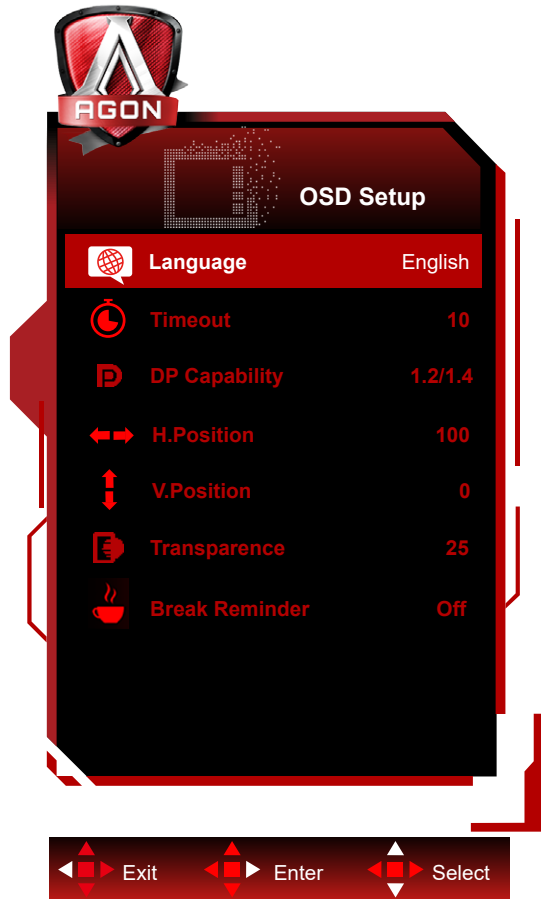 AGON
OSD Setup
Language English
Timeout 10
DP Capability 1.2/1.4
H.Position 100
V.Position 0
Transparence 25
Break Reminder Off
Exit Enter Select